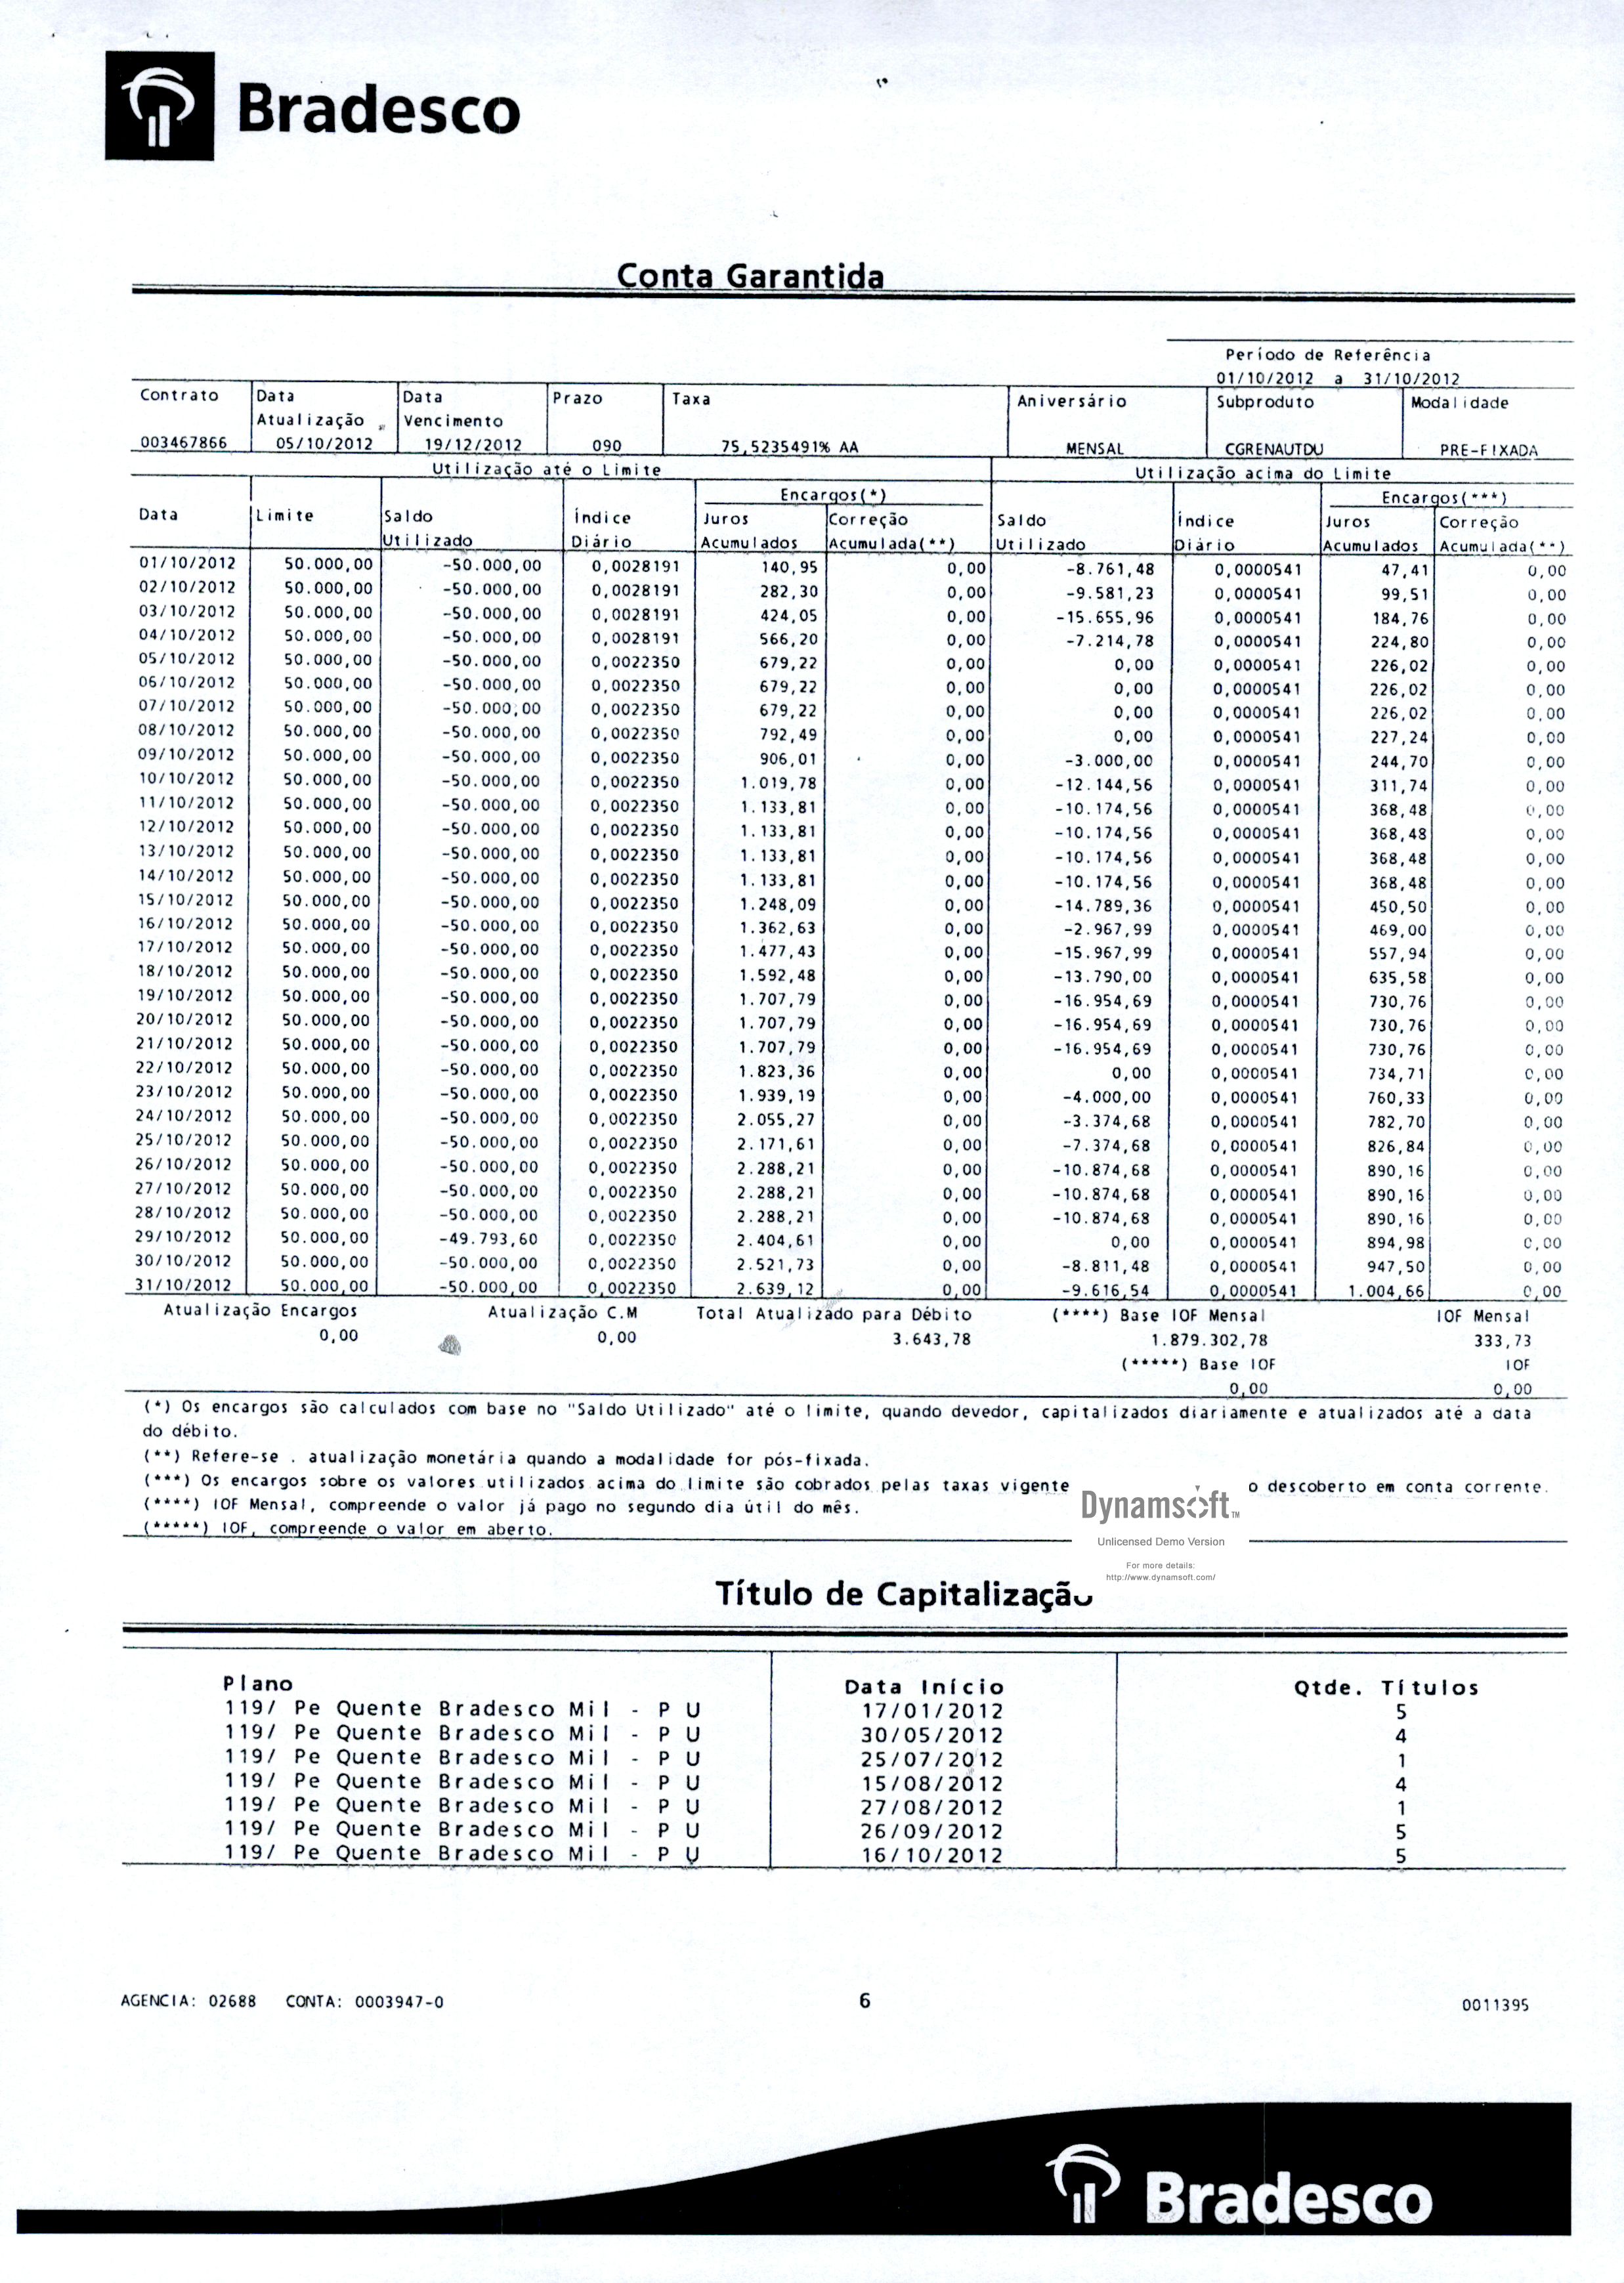 Bradesco
Conta Garantida
Período de Referência
01/10/2012 a 31/10/2012
Contrato Data Data Prazo Taxa Aniversário Subproduto Modalidade
Atualização Vencimento
003467866 05/10/2012 19/12/2012 090 75,5235491% AA MENSAL CGRENAUTDU PRE-FIXADA
Utilização até o Limite Utilização acima do Limite
Encargos(*) Encargos(***)
Data Limite Saldo Índice Juros Correção Saldo Índice Juros Correção
Utilizado Diário Acumulados Acumulada(**) Utilizado Diário Acumulados Acumulada(**)
01/10/2012 50.000,00 -50.000,00 0,0028191 140,95 0,00 -8.761,48 0,0000541 47,41 0,00
02/10/2012 50.000,00 -50.000,00 0,0028191 282,30 0,00 -9.581,23 0,0000541 99,51 0,00
03/10/2012 50.000,00 -50.000,00 0,0028191 424,05 0,00 -15.655,96 0,0000541 184,76 0,00
04/10/2012 50.000,00 -50.000,00 0,0028191 566,20 0,00 -7.214,78 0,0000541 224,80 0,00
05/10/2012 50.000,00 -50.000,00 0,0022350 679,22 0,00 0,00 0,0000541 226,02 0,00
06/10/2012 50.000,00 -50.000,00 0,0022350 679,22 0,00 0,00 0,0000541 226,02 0,00
07/10/2012 50.000,00 -50.000,00 0,0022350 679,22 0,00 0,00 0,0000541 226,02 0,00
08/10/2012 50.000,00 -50.000,00 0,0022350 792,49 0,00 0,00 0,0000541 227,24 0,00
09/10/2012 50.000,00 -50.000,00 0,0022350 906,01 0,00 -3.000,00 0,0000541 244,70 0,00
10/10/2012 50.000,00 -50.000,00 0,0022350 1.019,78 0,00 -12.144,56 0,0000541 311,74 0,00
11/10/2012 50.000,00 -50.000,00 0,0022350 1.133,81 0,00 -10.174,56 0,0000541 368,48 0,00
12/10/2012 50.000,00 -50.000,00 0,0022350 1.133,81 0,00 -10.174,56 0,0000541 368,48 0,00
13/10/2012 50.000,00 -50.000,00 0,0022350 1.133,81 0,00 -10.174,56 0,0000541 368,48 0,00
14/10/2012 50.000,00 -50.000,00 0,0022350 1.133,81 0,00 -10.174,56 0,0000541 368,48 0,00
15/10/2012 50.000,00 -50.000,00 0,0022350 1.248,09 0,00 -14.789,36 0,0000541 450,50 0,00
16/10/2012 50.000,00 -50.000,00 0,0022350 1.362,63 0,00 -2.967,99 0,0000541 469,00 0,00
17/10/2012 50.000,00 -50.000,00 0,0022350 1.477,43 0,00 -15.967,99 0,0000541 557,94 0,00
18/10/2012 50.000,00 -50.000,00 0,0022350 1.592,48 0,00 -13.790,00 0,0000541 635,58 0,00
19/10/2012 50.000,00 -50.000,00 0,0022350 1.707,79 0,00 -16.954,69 0,0000541 730,76 0,00
20/10/2012 50.000,00 -50.000,00 0,0022350 1.707,79 0,00 -16.954,69 0,0000541 730,76 0,00
21/10/2012 50.000,00 -50.000,00 0,0022350 1.707,79 0,00 -16.954,69 0,0000541 730,76 0,00
22/10/2012 50.000,00 -50.000,00 0,0022350 1.823,36 0,00 0,00 0,0000541 734,71 0,00
23/10/2012 50.000,00 -50.000,00 0,0022350 1.939,19 0,00 -4.000,00 0,0000541 760,33 0,00
24/10/2012 50.000,00 -50.000,00 0,0022350 2.055,27 0,00 -3.374,68 0,0000541 782,70 0,00
25/10/2012 50.000,00 -50.000,00 0,0022350 2.171,61 0,00 -7.374,68 0,0000541 826,84 0,00
26/10/2012 50.000,00 -50.000,00 0,0022350 2.288,21 0,00 -10.874,68 0,0000541 890,16 0,00
27/10/2012 50.000,00 -50.000,00 0,0022350 2.288,21 0,00 -10.874,68 0,0000541 890,16 0,00
28/10/2012 50.000,00 -50.000,00 0,0022350 2.288,21 0,00 -10.874,68 0,0000541 890,16 0,00
29/10/2012 50.000,00 -49.793,60 0,0022350 2.404,61 0,00 0,00 0,0000541 894,98 0,00
30/10/2012 50.000,00 -50.000,00 0,0022350 2.521,73 0,00 -8.811,48 0,0000541 947,50 0,00
31/10/2012 50.000,00 -50.000,00 0,0022350 2.639,12 0,00 -9.616,54 0,0000541 1.004,66 0,00
Atualização Encargos Atualização C.M Total Atualizado para Débito (****) Base IOF Mensal IOF Mensal
0,00 0,00 3.643,78 1.879.302,78 333,73
(*****) Base IOF IOF
0,00 0,00
(*) Os encargos são calculados com base no "Saldo Utilizado" até o limite, quando devedor, capitalizados diariamente e atualizados até a data
do débito.
(**) Refere-se . atualização monetária quando a modalidade for pós-fixada.
(***) Os encargos sobre os valores utilizados acima do limite são cobrados pelas taxas vigente o descoberto em conta corrente.
(****) IOF Mensal, compreende o valor já pago no segundo dia útil do mês.
(*****) IOF, compreende o valor em aberto.
Dynamsoft TM
Unlicensed Demo Version
For more details:
http://www.dynamsoft.com/
Título de Capitalização
Plano Data Início Qtde. Títulos
119/ Pe Quente Bradesco Mil - P U 17/01/2012 5
119/ Pe Quente Bradesco Mil - P U 30/05/2012 4
119/ Pe Quente Bradesco Mil - P U 25/07/2012 1
119/ Pe Quente Bradesco Mil - P U 15/08/2012 4
119/ Pe Quente Bradesco Mil - P U 27/08/2012 1
119/ Pe Quente Bradesco Mil - P U 26/09/2012 5
119/ Pe Quente Bradesco Mil - P U 16/10/2012 5
AGENCIA: 02688 CONTA: 0003947-0 6 0011395
Bradesco